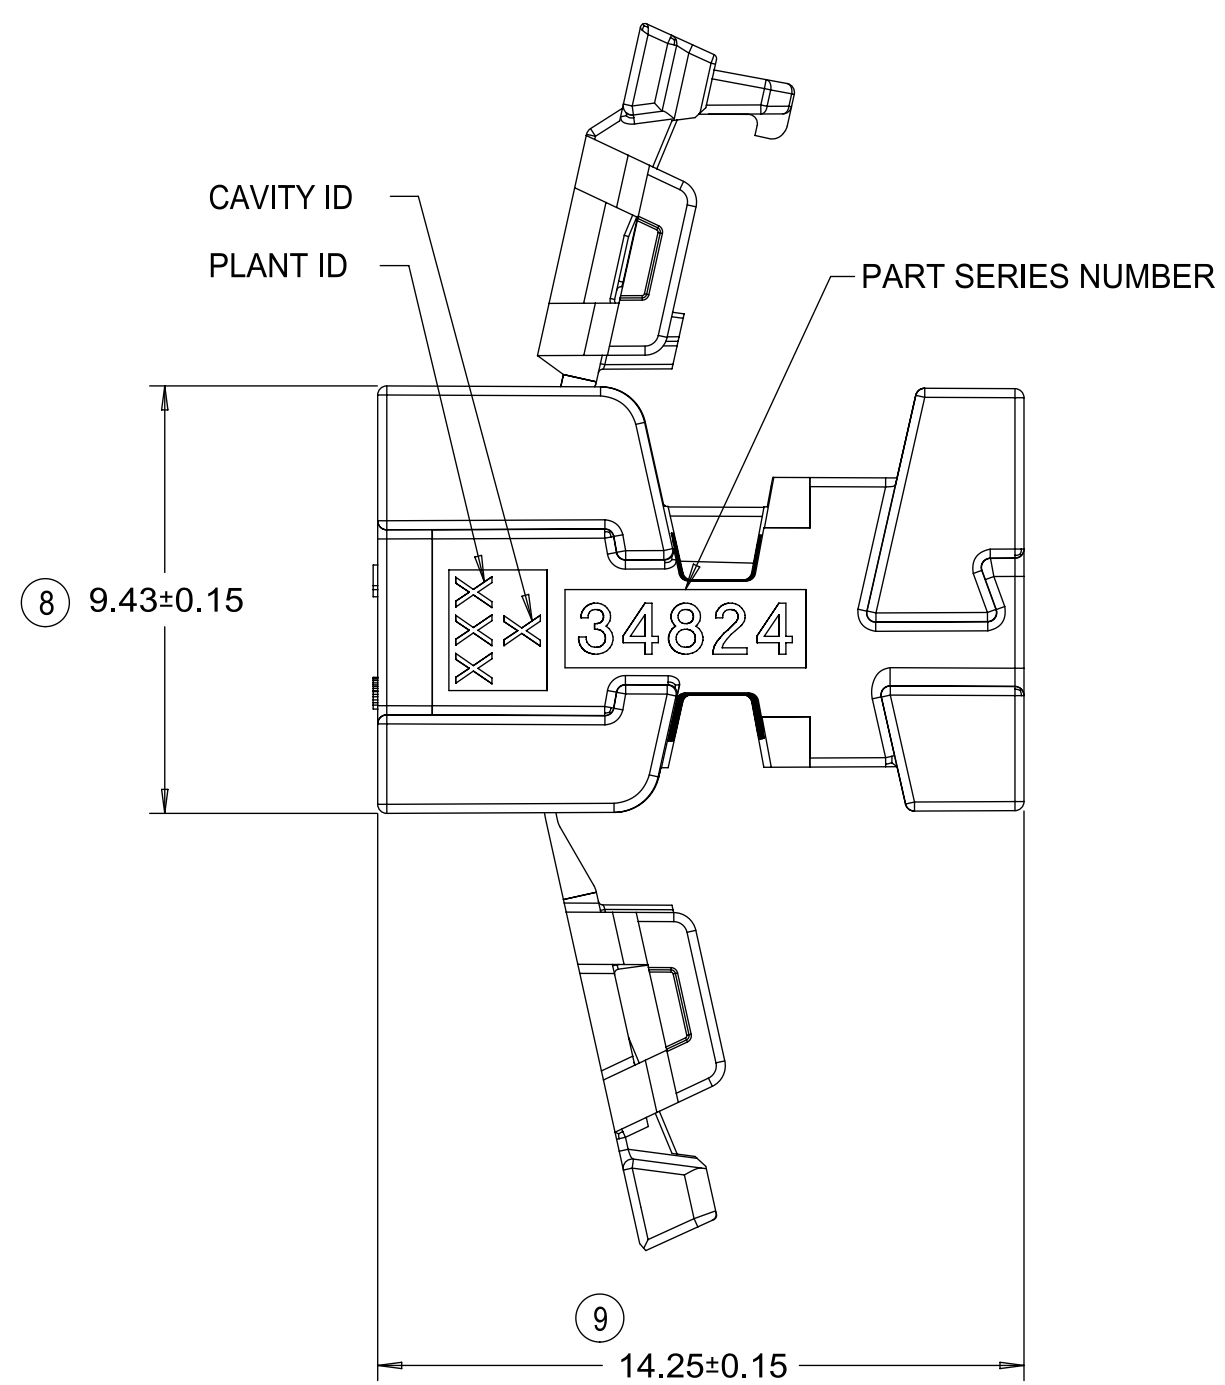 CAVITY ID
PLANT ID
PART SERIES NUMBER
8 9.43±0.15
XXX
X
34824
9
14.25±0.15